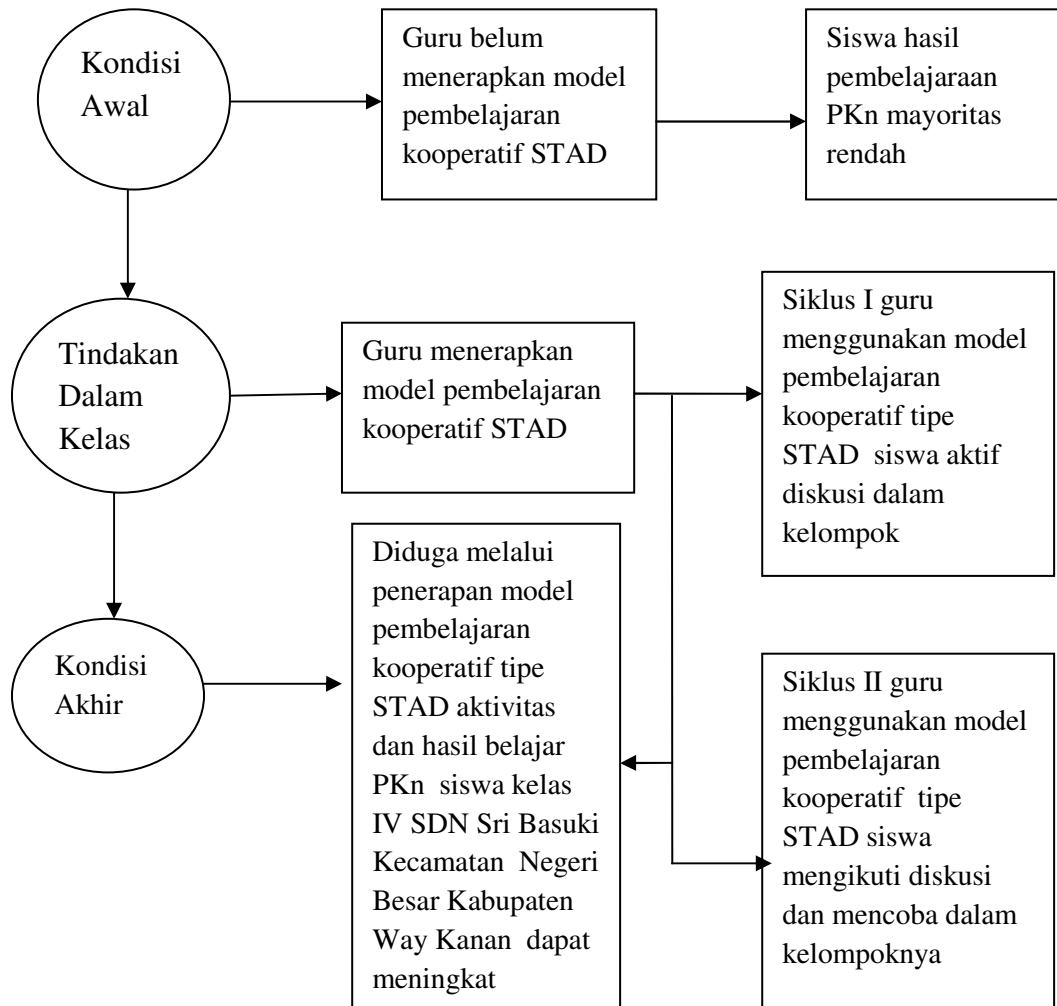 Kondisi
Awal
Guru belum
menerapkan model
pembelajaran
kooperatif STAD
Siswa hasil
pembelajaraan
PKn mayoritas
rendah
Tindakan
Dalam
Kelas
Guru menerapkan
model pembelajaran
kooperatif STAD
Siklus I guru
menggunakan model
pembelajaran
kooperatif tipe
STAD siswa aktif
diskusi dalam
kelompok
Kondisi
Akhir
Diduga melalui
penerapan model
pembelajaran
kooperatif tipe
STAD aktivitas
dan hasil belajar
PKn siswa kelas
IV SDN Sri Basuki
Kecamatan Negeri
Besar Kabupaten
Way Kanan dapat
meningkat
Siklus II guru
menggunakan model
pembelajaran
kooperatif tipe
STAD siswa
mengikuti diskusi
dan mencoba dalam
kelompoknya